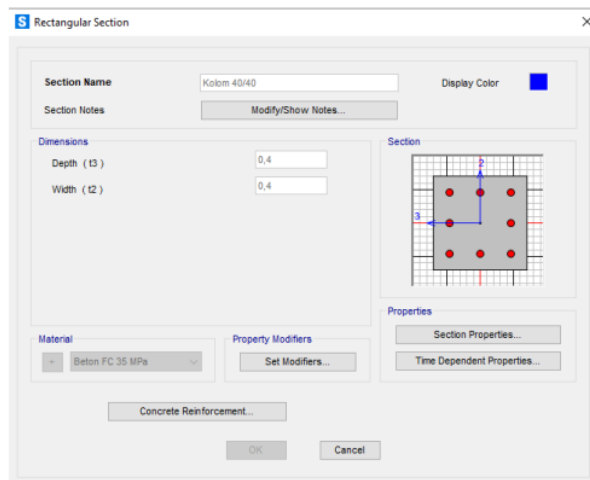 S Rectangular Section
Section Name Kolom 40/40 Display Color
Section Notes Modify/Show Notes...
Dimensions
Depth ( t3 ) 0,4
Width ( t2 ) 0,4
Section
2
3
Properties
Section Properties...
Time Dependent Properties...
Material
+ Beton FC 35 MPa
Property Modifiers
Set Modifiers...
Concrete Reinforcement...
OK Cancel